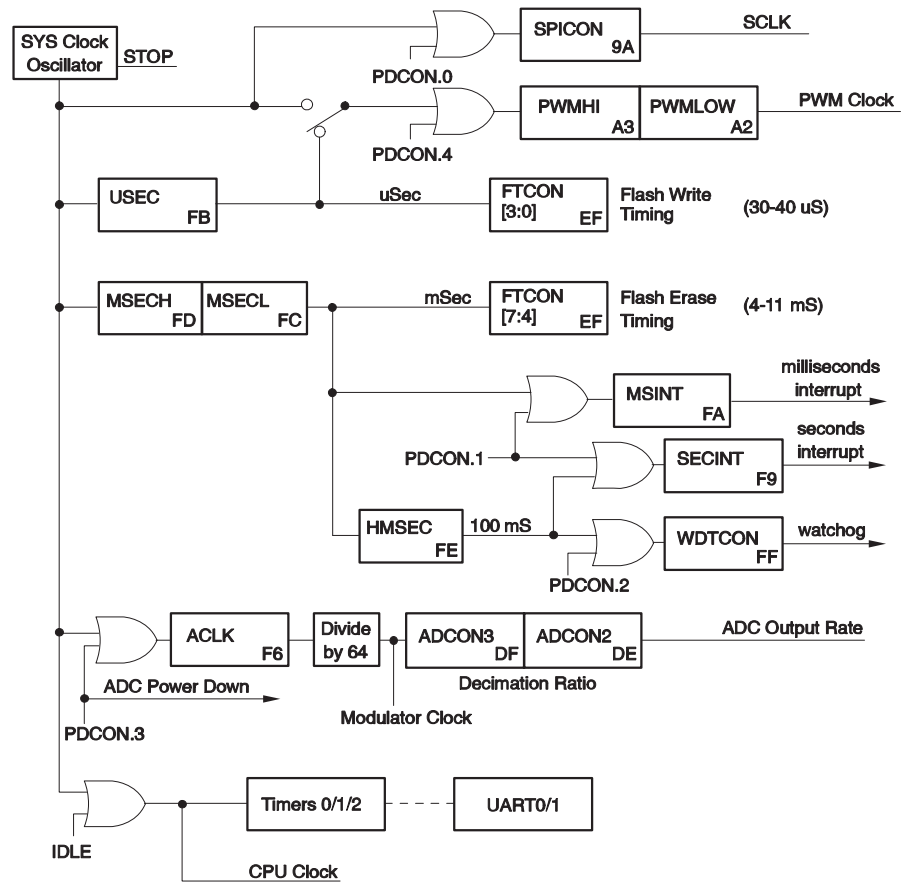 SYS Clock
Oscillator
STOP
PDCON.0
SPICON
9A
SCLK
PDCON.4
PWMHI
A3
PWMLOW
A2
PWM Clock
USEC
FB
uSec
FTCON
[3:0]
EF
Flash Write
Timing
(30-40 uS)
MSECH
FD
MSECL
FC
mSec
FTCON
[7:4]
EF
Flash Erase
Timing
(4-11 mS)
MSINT
FA
milliseconds
interrupt
PDCON.1
SECINT
F9
seconds
interrupt
HMSEC
FE
100 mS
PDCON.2
WDTCON
FF
watchog
ACLK
F6
Divide
by 64
ADCON3
DF
ADCON2
DE
ADC Output Rate
Decimation Ratio
ADC Power Down
Modulator Clock
PDCON.3
Timers 0/1/2
UART0/1
IDLE
CPU Clock